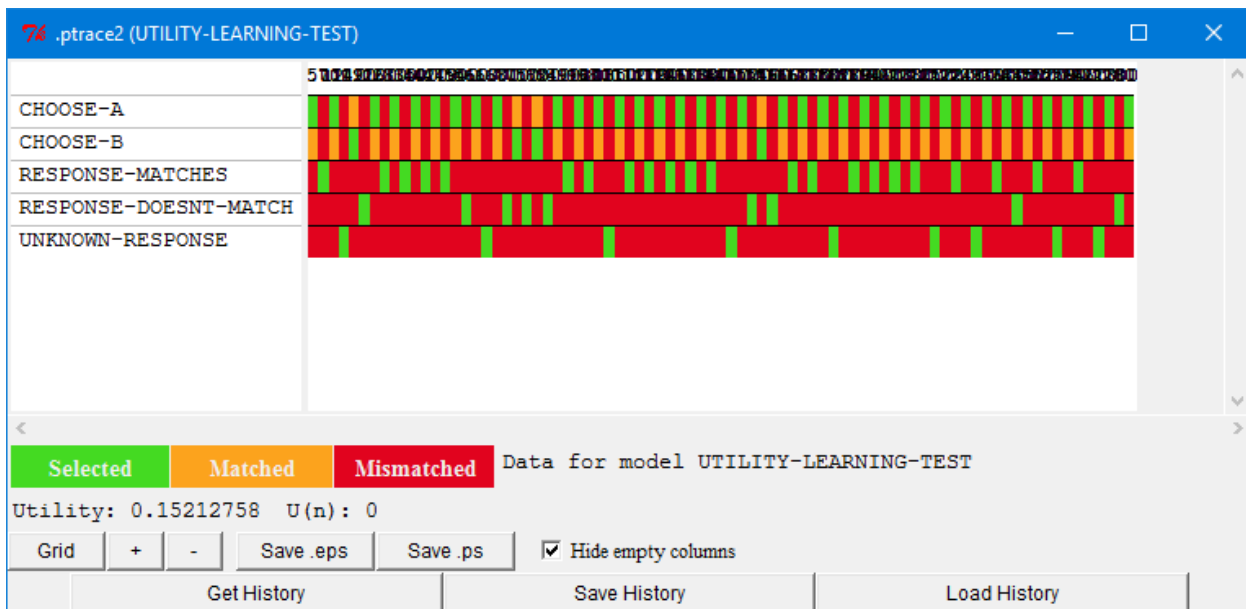 .ptrace2 (UTILITY-LEARNING-TEST)
CHOOSE-A
CHOOSE-B
RESPONSE-MATCHES
RESPONSE-DOESNT-MATCH
UNKNOWN-RESPONSE
Selected Matched Mismatched Data for model UTILITY-LEARNING-TEST
Utility: 0.15212758 U(n): 0
Grid + - Save .eps Save .ps Hide empty columns
Get History Save History Load History